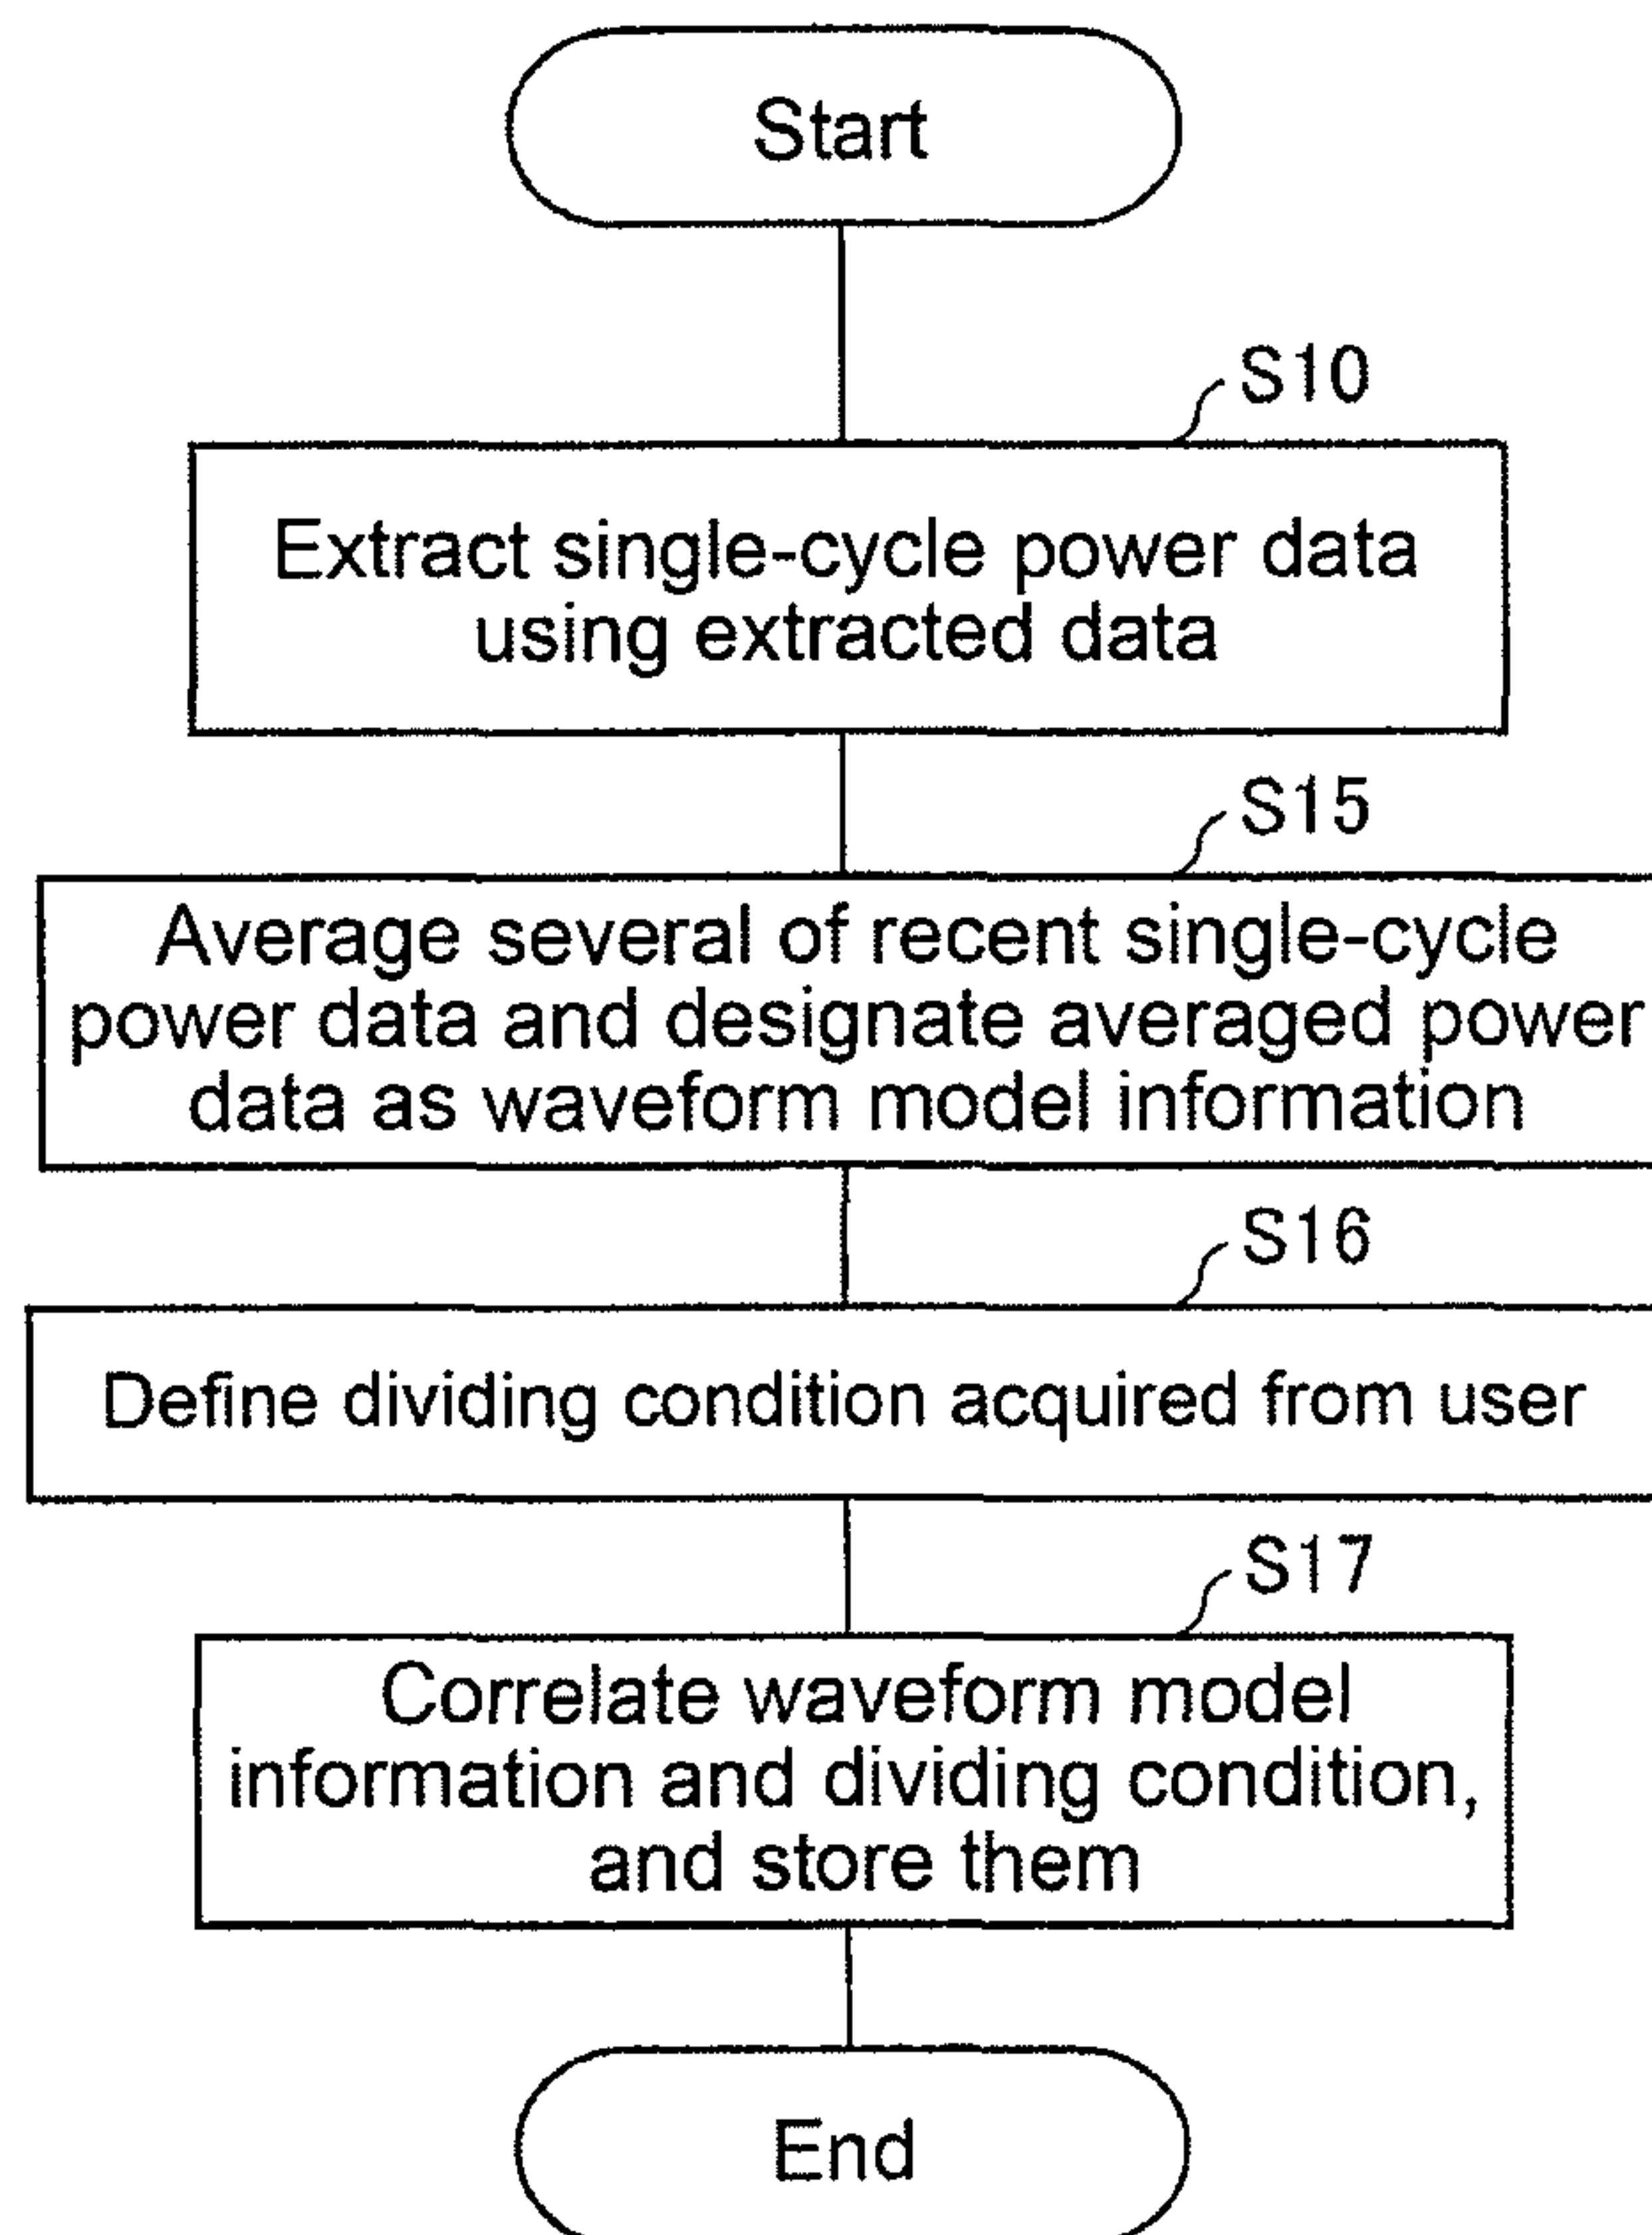 Start
S10
Extract single-cycle power data
using extracted data
S15
Average several of recent single-cycle
power data and designate averaged power
data as waveform model information
S16
Define dividing condition acquired from user
S17
Correlate waveform model
information and dividing condition,
and store them
End